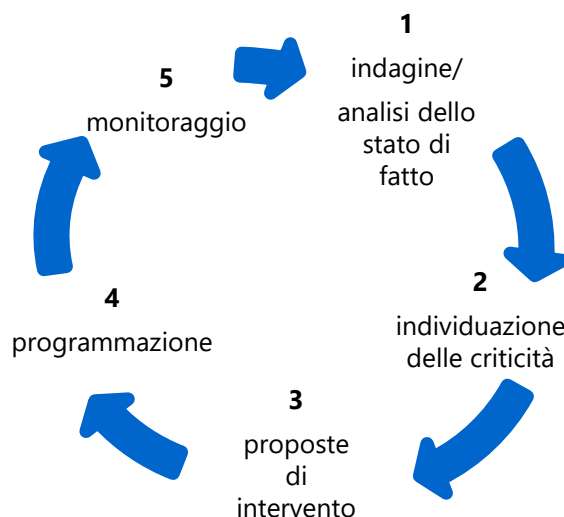 1
indagine/
analisi dello
stato di
fatto
2
individuazione
delle criticità
3
proposte
di
intervento
4
programmazione
5
monitoraggio